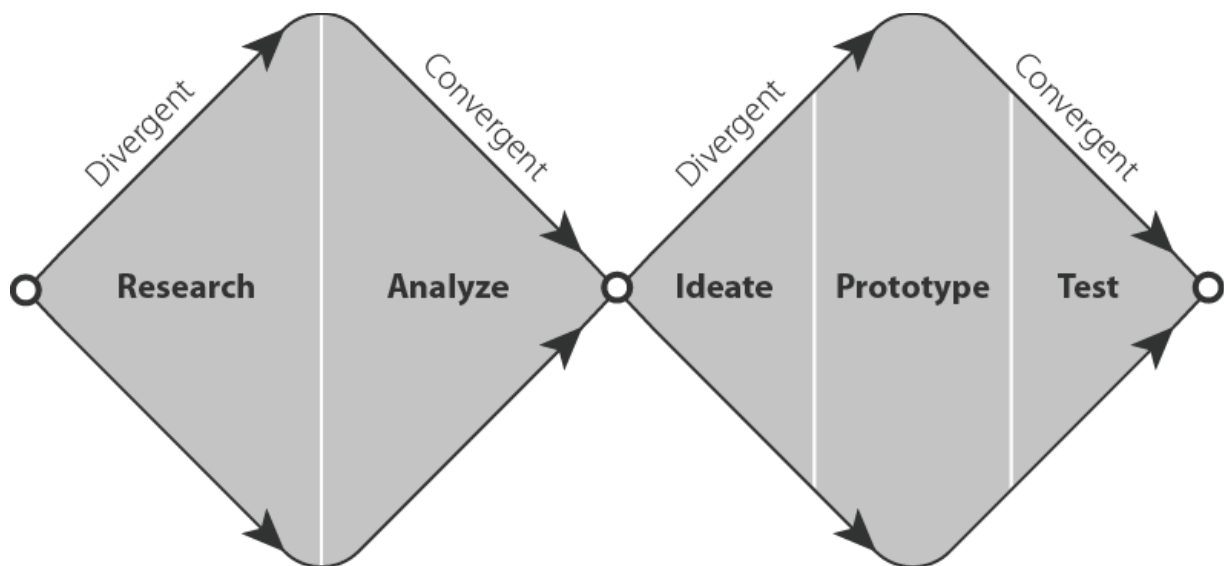 Divergent
Convergent
Divergent
Convergent
Research
Analyze
Ideate
Prototype
Test